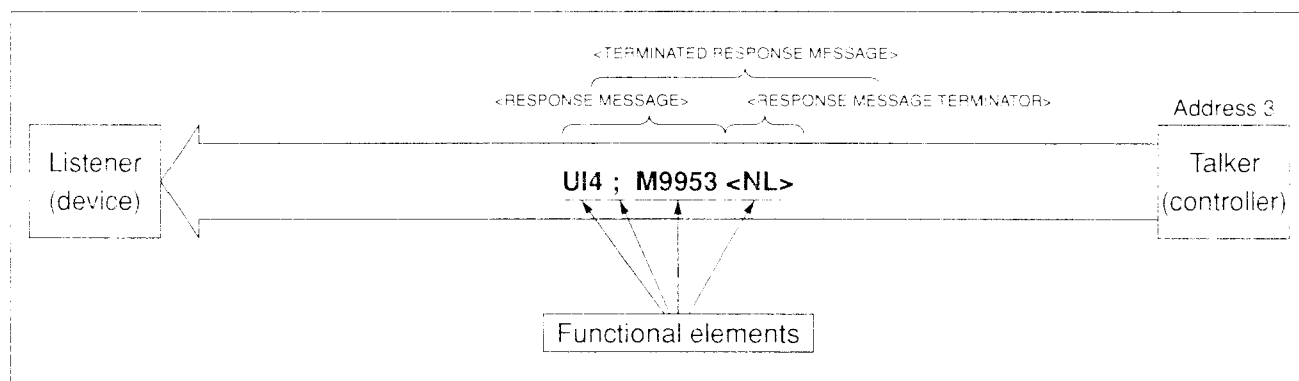 <TERMINATED RESPONSE MESSAGE>
<RESPONSE MESSAGE> <RESPONSE MESSAGE TERMINATOR>
Address 3
Listener
(device)
UI4 ; M9953 <NL>
Talker
(controller)
Functional elements